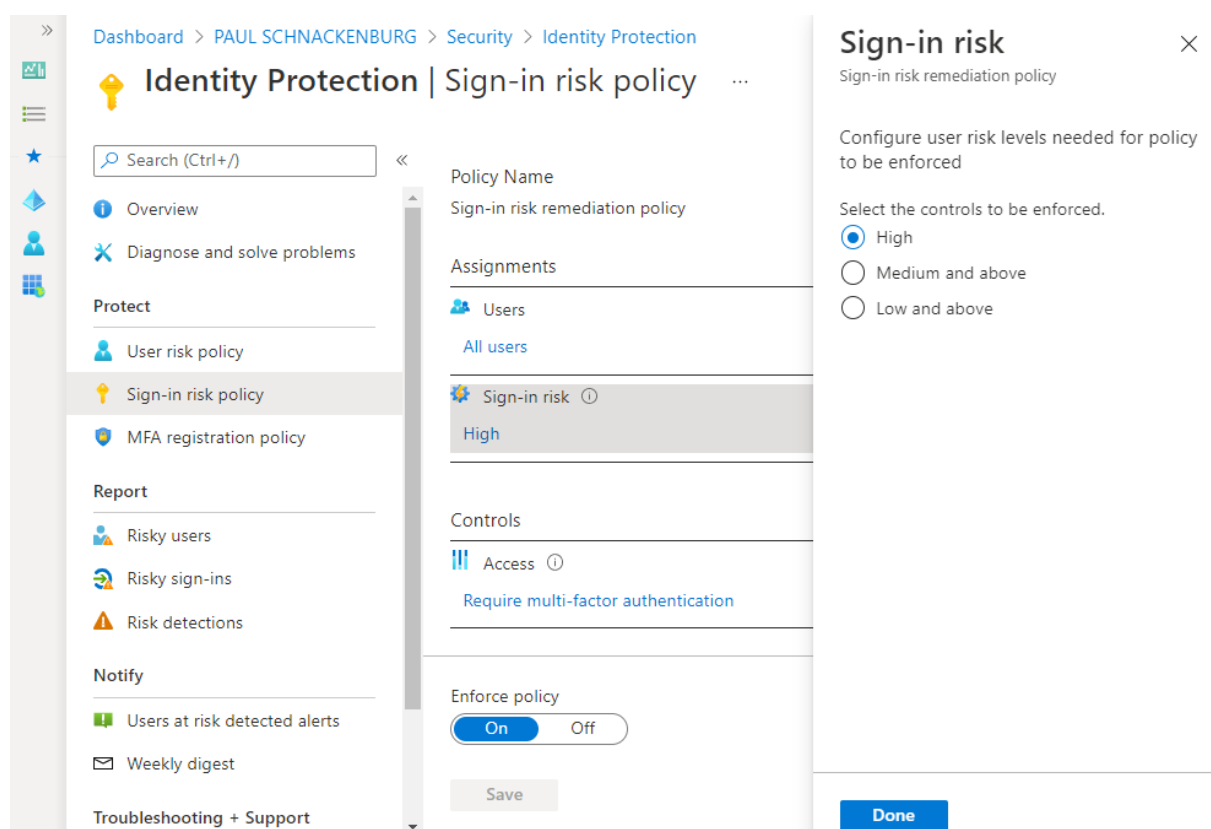 Dashboard > PAUL SCHNACKENBURG > Security > Identity Protection
Identity Protection | Sign-in risk policy ...
Search (Ctrl+/)
Overview
Diagnose and solve problems
Protect
User risk policy
Sign-in risk policy
MFA registration policy
Report
Risky users
Risky sign-ins
Risk detections
Notify
Users at risk detected alerts
Weekly digest
Troubleshooting + Support
Policy Name
Sign-in risk remediation policy
Assignments
Users
All users
Sign-in risk
High
Controls
Access
Require multi-factor authentication
Enforce policy
On Off
Save
Sign-in risk
Sign-in risk remediation policy
Configure user risk levels needed for policy
to be enforced
Select the controls to be enforced.
High
Medium and above
Low and above
Done